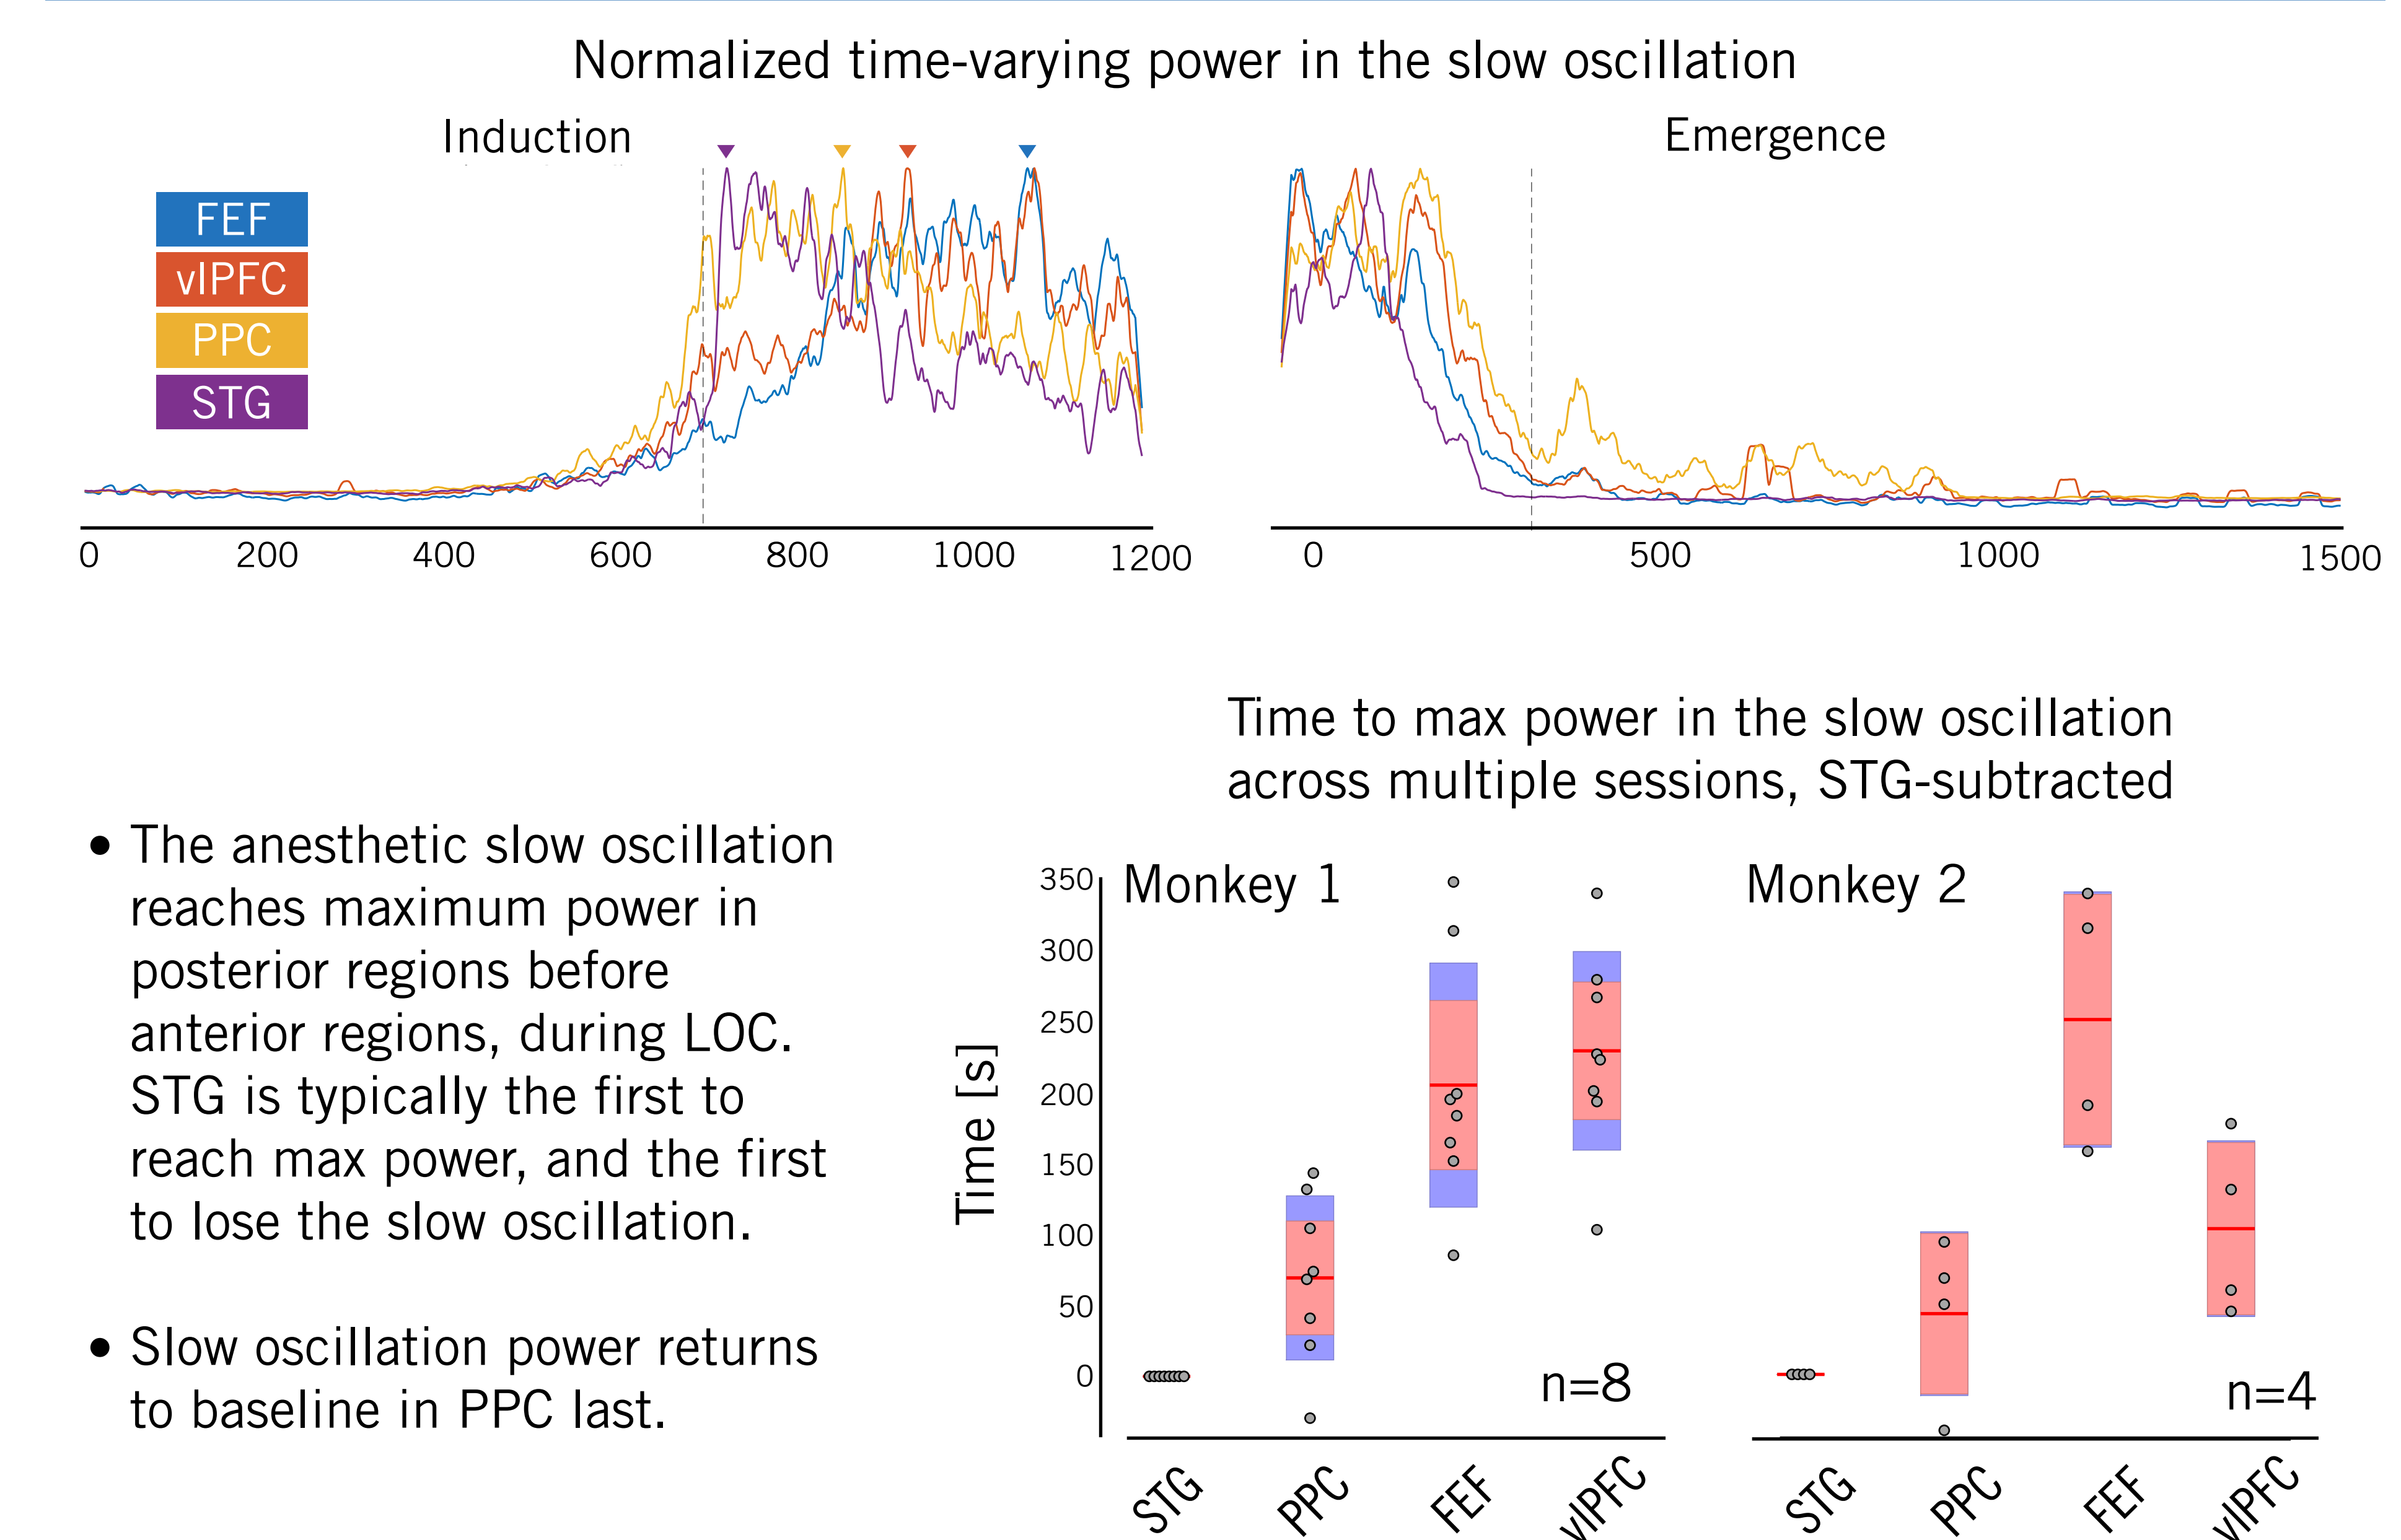 Normalized time-varying power in the slow oscillation
Induction
Emergence
FEF
vlPFC
PPC
STG
0 200 400 600 800 1000 1200
0 500 1000 1500
• The anesthetic slow oscillation
reaches maximum power in
posterior regions before
anterior regions, during LOC.
STG is typically the first to
reach max power, and the first
to lose the slow oscillation.
• Slow oscillation power returns
to baseline in PPC last.
Time to max power in the slow oscillation
across multiple sessions, STG-subtracted
Time [s]
350
300
250
200
150
100
50
0
Monkey 1
n=8
STG PPC FEF vlPFC
Monkey 2
n=4
STG PPC FEF vlPFC